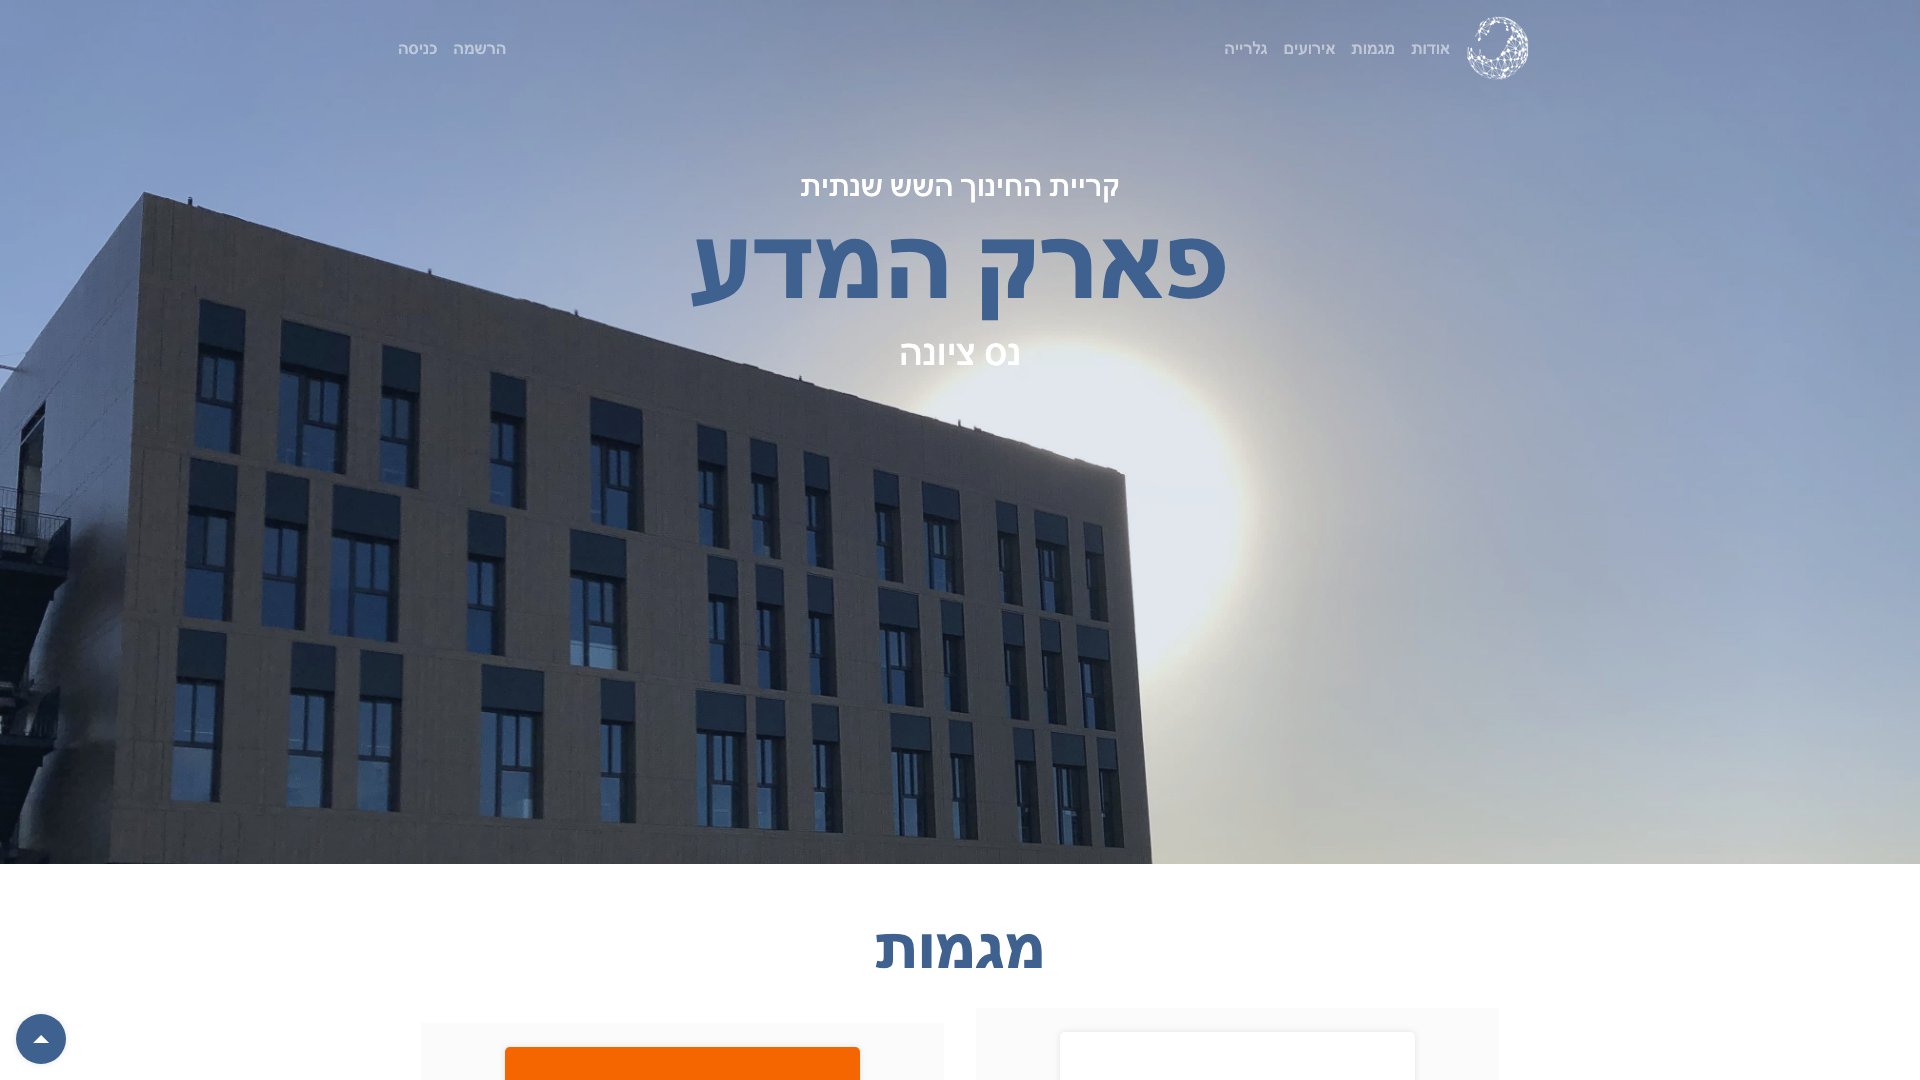 אודות
מגמות
אירועים
גלרייה
הרשמה
כניסה
קריית החינוך השש שנתית
פארק המדע
נס ציונה
מגמות